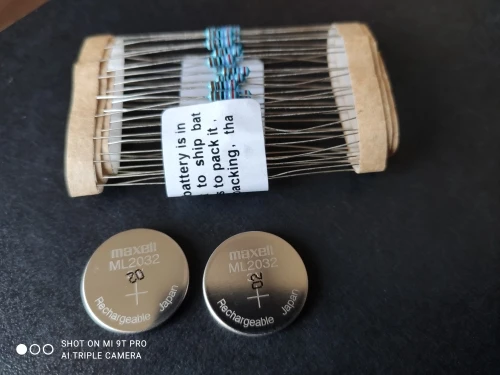 battery is in
to ship bat
to pack it,
acking, tha
maxell
ML2032
02
+
Rechargeable Japan
maxell
ML2032
02
+
Rechargeable Japan
SHOT ON MI 9T PRO
AI TRIPLE CAMERA